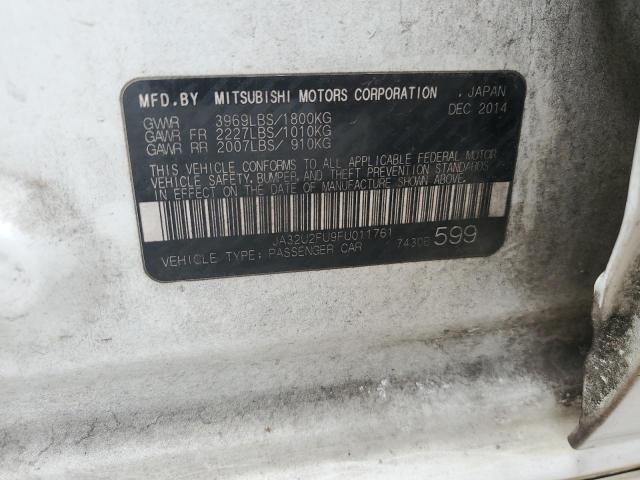 MFD.BY MITSUBISHI MOTORS CORPORATION , JAPAN
GVWR 3969LBS/1800KG DEC 2014
GAWR FR 2227LBS/1010KG
GAWR RR 2007LBS/ 910KG
THIS VEHICLE CONFORMS TO ALL APPLICABLE FEDERAL MOTOR
VEHICLE SAFETY, BUMPER, AND THEFT PREVENTION STANDARDS
IN EFFECT ON THE DATE OF MANUFACTURE SHOWN ABOVE.
JA32U2FU9FU011761
VEHICLE TYPE: PASSENGER CAR 7430B 599